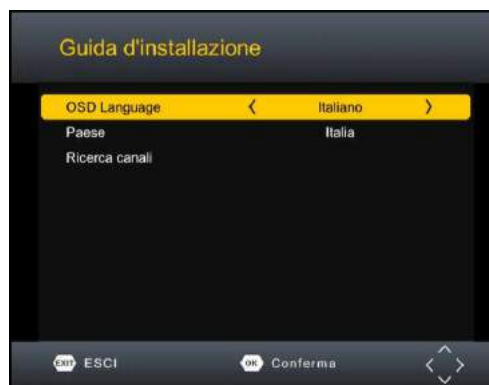 Guida d'installazione
OSD Language < Italiano >
Paese Italia
Ricerca canali
EXIT ESCI OK Conferma